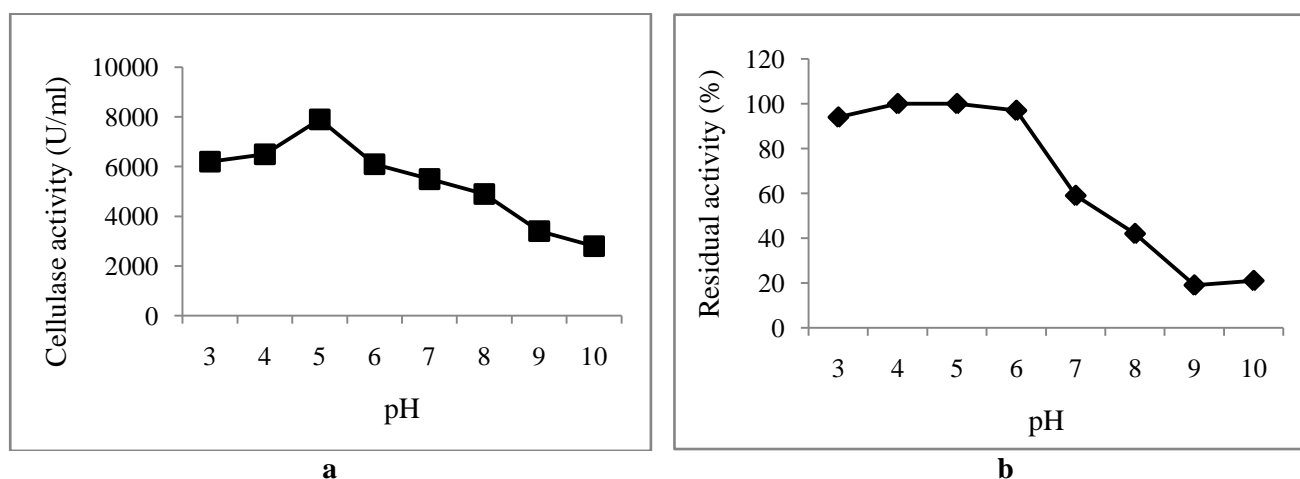 Cellulase activity (U/ml)
10000
8000
6000
4000
2000
0
3 4 5 6 7 8 9 10
pH
a
Residual activity (%)
120
100
80
60
40
20
0
3 4 5 6 7 8 9 10
pH
b